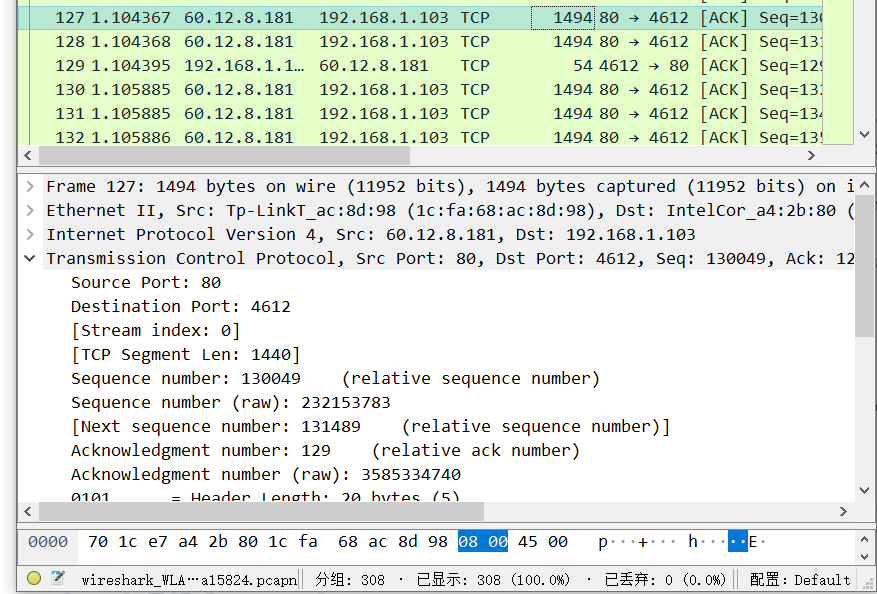 127 1.104367 60.12.8.181 192.168.1.103 TCP 1494 80 → 4612 [ACK] Seq=130
128 1.104368 60.12.8.181 192.168.1.103 TCP 1494 80 → 4612 [ACK] Seq=131
129 1.104395 192.168.1.1… 60.12.8.181 TCP 54 4612 → 80 [ACK] Seq=129
130 1.105885 60.12.8.181 192.168.1.103 TCP 1494 80 → 4612 [ACK] Seq=132
131 1.105885 60.12.8.181 192.168.1.103 TCP 1494 80 → 4612 [ACK] Seq=134
132 1.105886 60.12.8.181 192.168.1.103 TCP 1494 80 → 4612 [ACK] Seq=135
Frame 127: 1494 bytes on wire (11952 bits), 1494 bytes captured (11952 bits) on i
Ethernet II, Src: Tp-LinkT_ac:8d:98 (1c:fa:68:ac:8d:98), Dst: IntelCor_a4:2b:80 (
Internet Protocol Version 4, Src: 60.12.8.181, Dst: 192.168.1.103
Transmission Control Protocol, Src Port: 80, Dst Port: 4612, Seq: 130049, Ack: 12
Source Port: 80
Destination Port: 4612
[Stream index: 0]
[TCP Segment Len: 1440]
Sequence number: 130049 (relative sequence number)
Sequence number (raw): 232153783
[Next sequence number: 131489 (relative sequence number)]
Acknowledgment number: 129 (relative ack number)
Acknowledgment number (raw): 3585334740
0101 .... = Header Length: 20 bytes (5)
0000 70 1c e7 a4 2b 80 1c fa 68 ac 8d 98 08 00 45 00 p···+··· h·····E·
wireshark_WLA…a15824.pcapn 分组: 308 · 已显示: 308 (100.0%) · 已丢弃: 0 (0.0%) 配置: Default